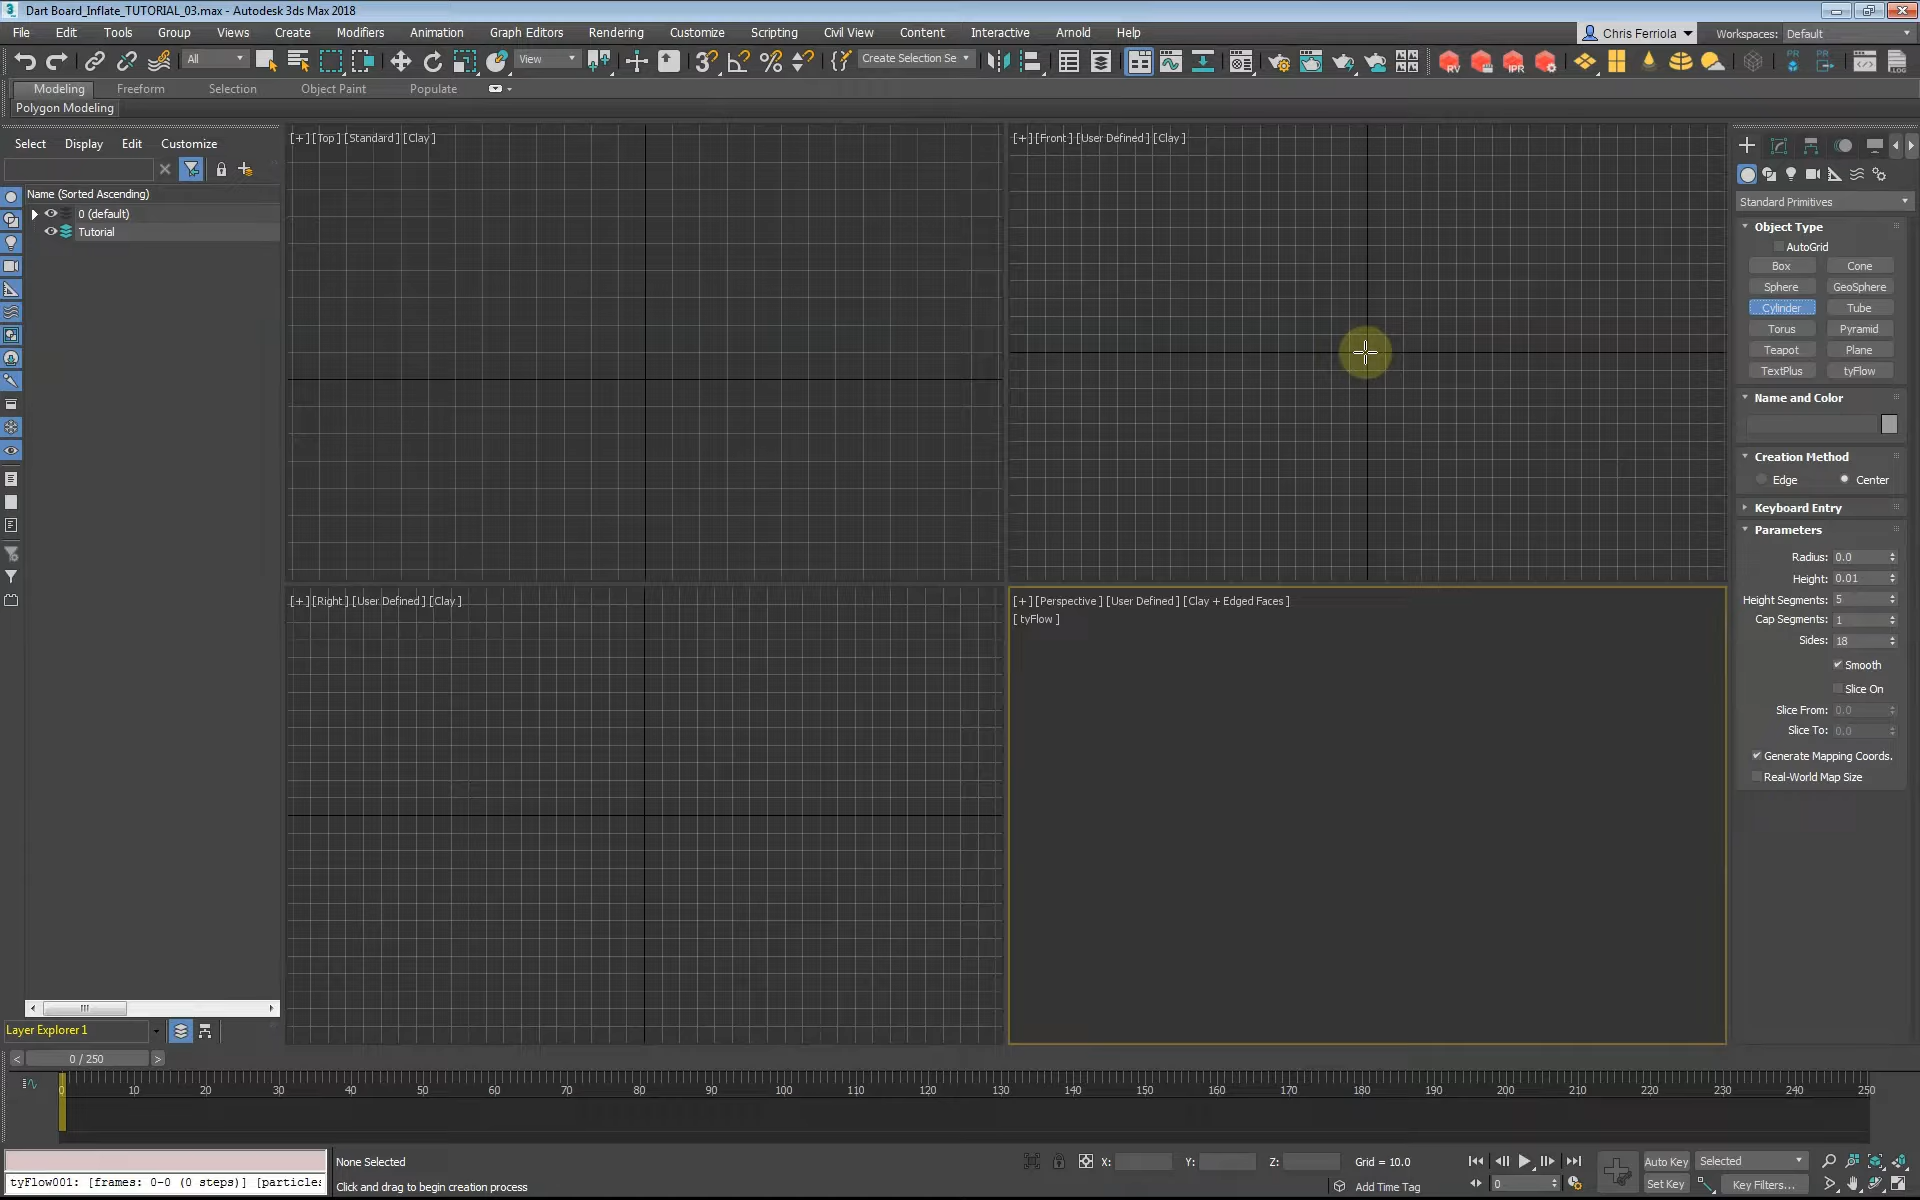 Dart Board_Inflate_TUTORIAL_03.max - Autodesk 3ds Max 2018
File Edit Tools Group Views Create Modifiers Animation Graph Editors Rendering Customize Scripting Civil View Content Interactive Arnold Help
Chris Ferriola Workspaces: Default
All View Create Selection Se
Modeling Freeform Selection Object Paint Populate
Polygon Modeling
Select Display Edit Customize
Name (Sorted Ascending)
0 (default)
Tutorial
Layer Explorer 1
[+] [Top] [Standard] [Clay]
[+] [Front] [User Defined] [Clay]
[+] [Right] [User Defined] [Clay]
[+] [Perspective] [User Defined] [Clay + Edged Faces]
[ tyFlow ]
Standard Primitives
Object Type
AutoGrid
Box Cone
Sphere GeoSphere
Cylinder Tube
Torus Pyramid
Teapot Plane
TextPlus tyFlow
Name and Color
Creation Method
Edge Center
Keyboard Entry
Parameters
Radius: 0.0
Height: 0.01
Height Segments: 5
Cap Segments: 1
Sides: 18
Smooth
Slice On
Slice From: 0.0
Slice To: 0.0
Generate Mapping Coords.
Real-World Map Size
< 0 / 250 >
0 10 20 30 40 50 60 70 80 90 100 110 120 130 140 150 160 170 180 190 200 210 220 230 240 250
None Selected X: Y: Z: Grid = 10.0 Auto Key Selected
tyFlow001: [frames: 0-0 (0 steps)] [particles:
Click and drag to begin creation process Add Time Tag 0 Set Key Key Filters...